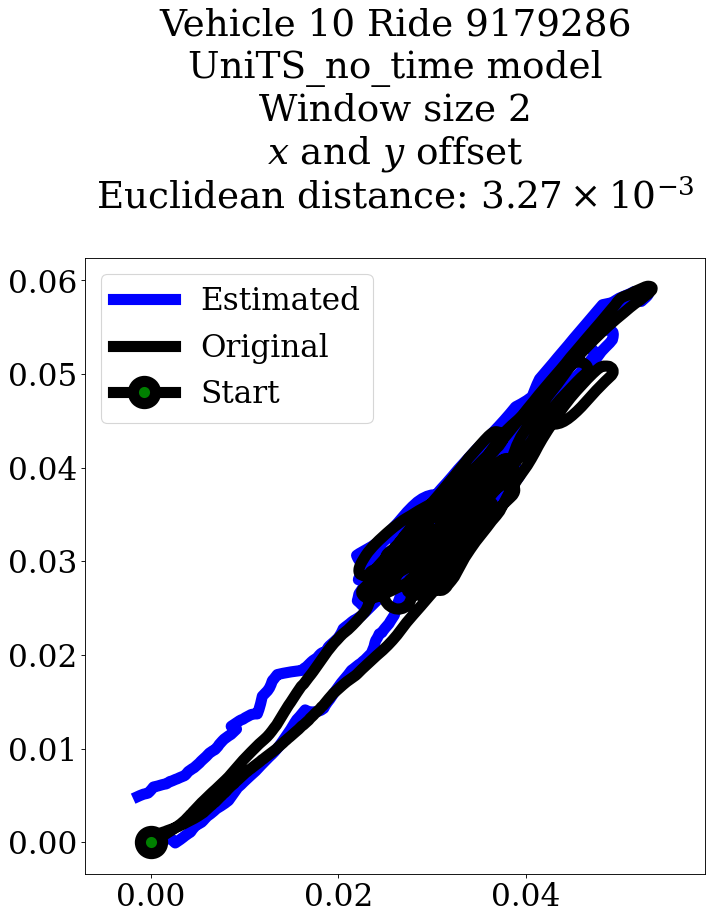 Vehicle 10 Ride 9179286
UniTS_no_time model
Window size 2
x and y offset
Euclidean distance: 3.27 × 10⁻³
0.06
0.05
0.04
0.03
0.02
0.01
0.00
Estimated
Original
Start
0.00 0.02 0.04